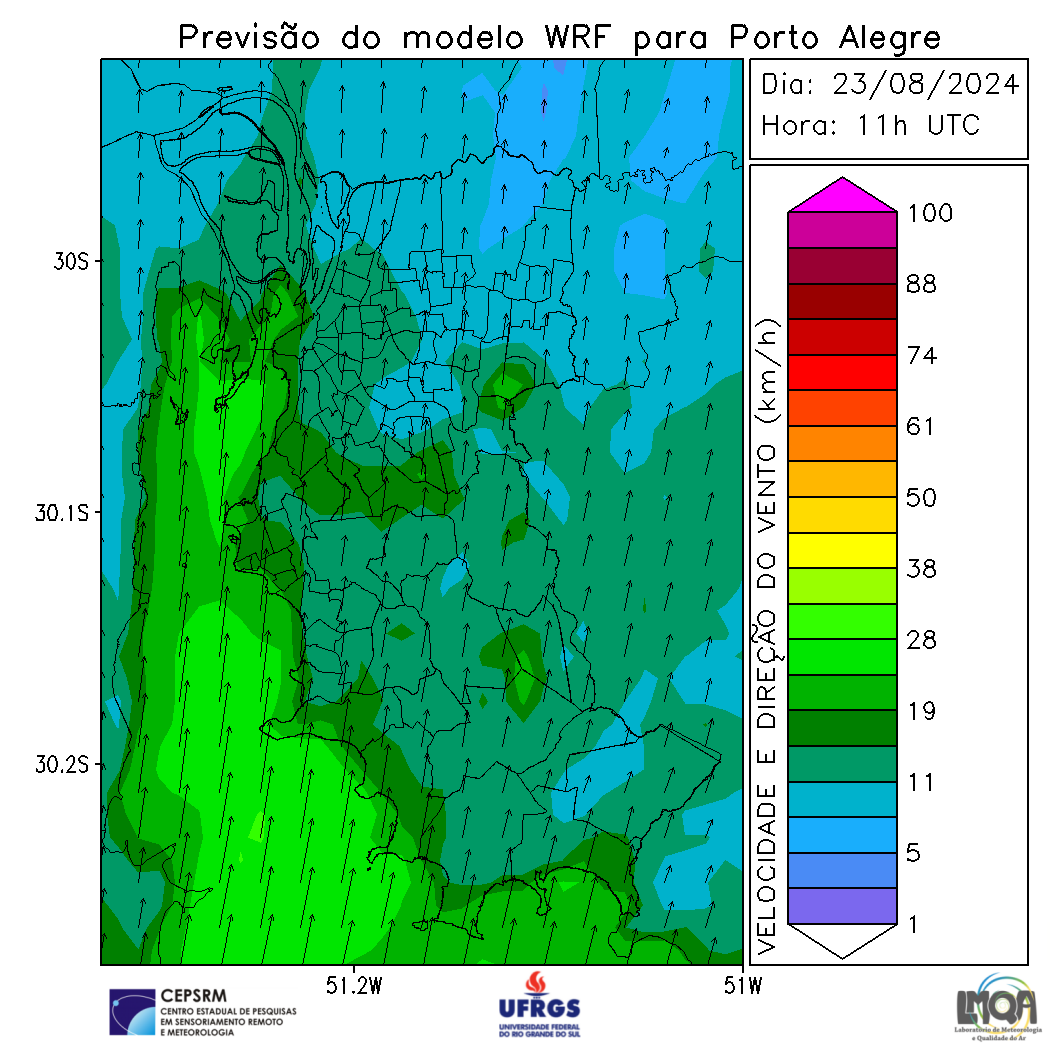 Previsão do modelo WRF para Porto Alegre
Dia: 23/08/2024
Hora: 11h UTC
30S
30.1S
30.2S
51.2W
51W
VELOCIDADE E DIREÇÃO DO VENTO (km/h)
100
88
74
61
50
38
28
19
11
5
1
CEPSRM
CENTRO ESTADUAL DE PESQUISAS
EM SENSORIAMENTO REMOTO
E METEOROLOGIA
UFRGS
UNIVERSIDADE FEDERAL
DO RIO GRANDE DO SUL
LMQA
Laboratório de Meteorologia
e Qualidade do Ar